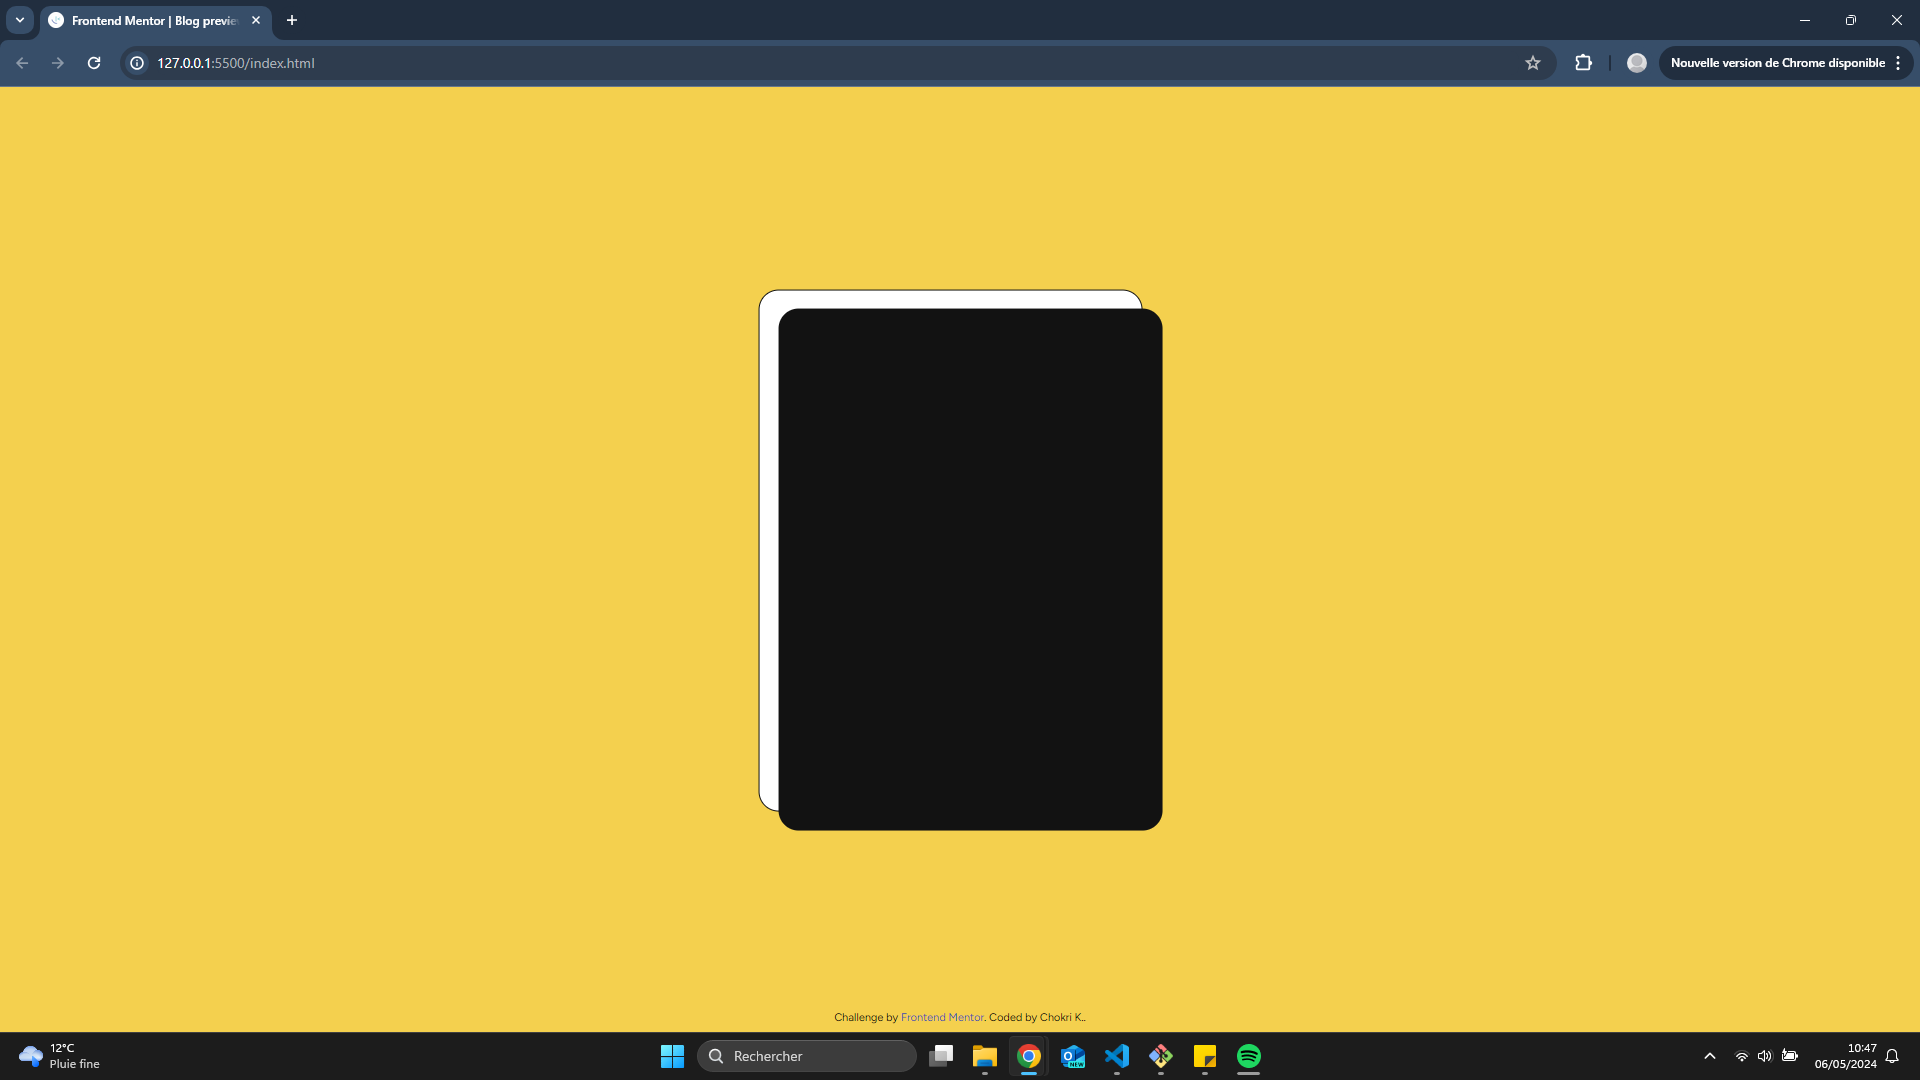 Frontend Mentor | Blog previe
127.0.0.1:5500/index.html
Nouvelle version de Chrome disponible
Challenge by Frontend Mentor. Coded by Chokri K..
12°C
Pluie fine
Rechercher
NEW
10:47
06/05/2024